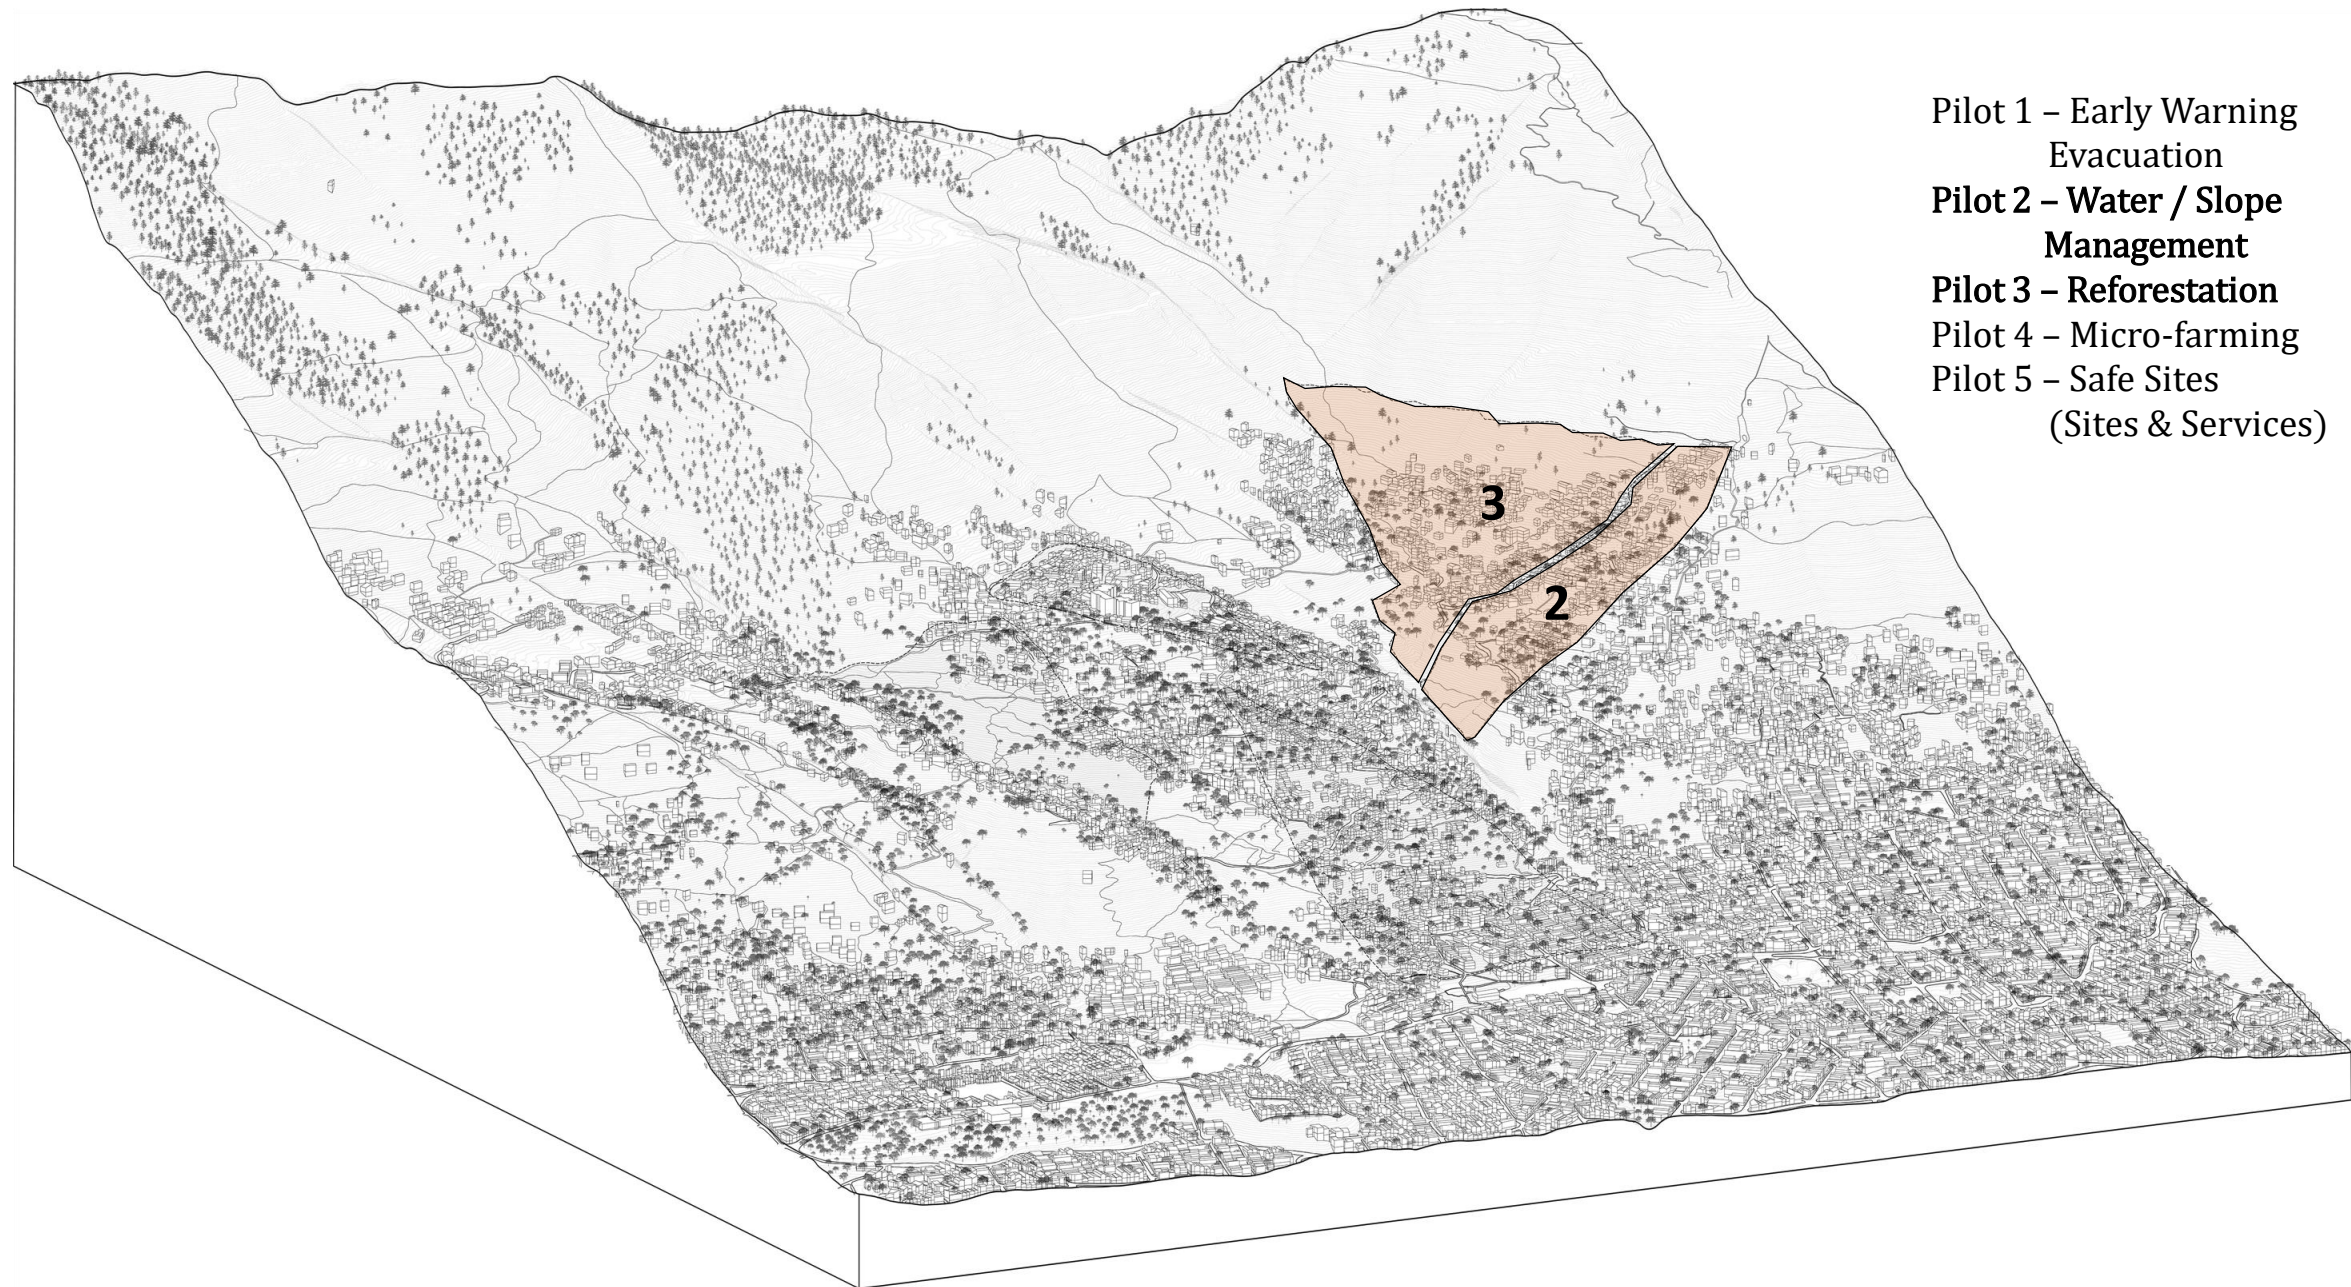 Pilot 1 – Early Warning
Evacuation
Pilot 2 – Water / Slope
Management
Pilot 3 – Reforestation
Pilot 4 – Micro-farming
Pilot 5 – Safe Sites
(Sites & Services)
3
2